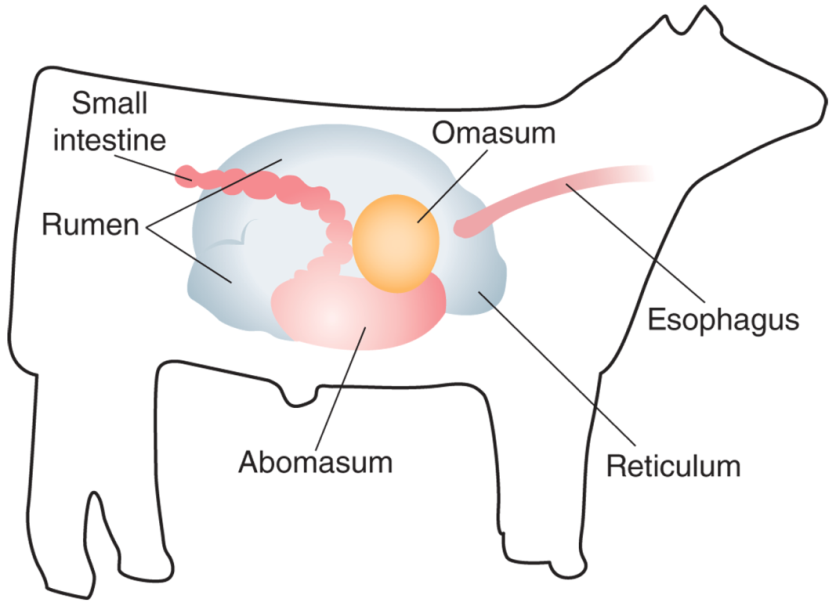 Small
intestine
Omasum
Rumen
Esophagus
Abomasum
Reticulum